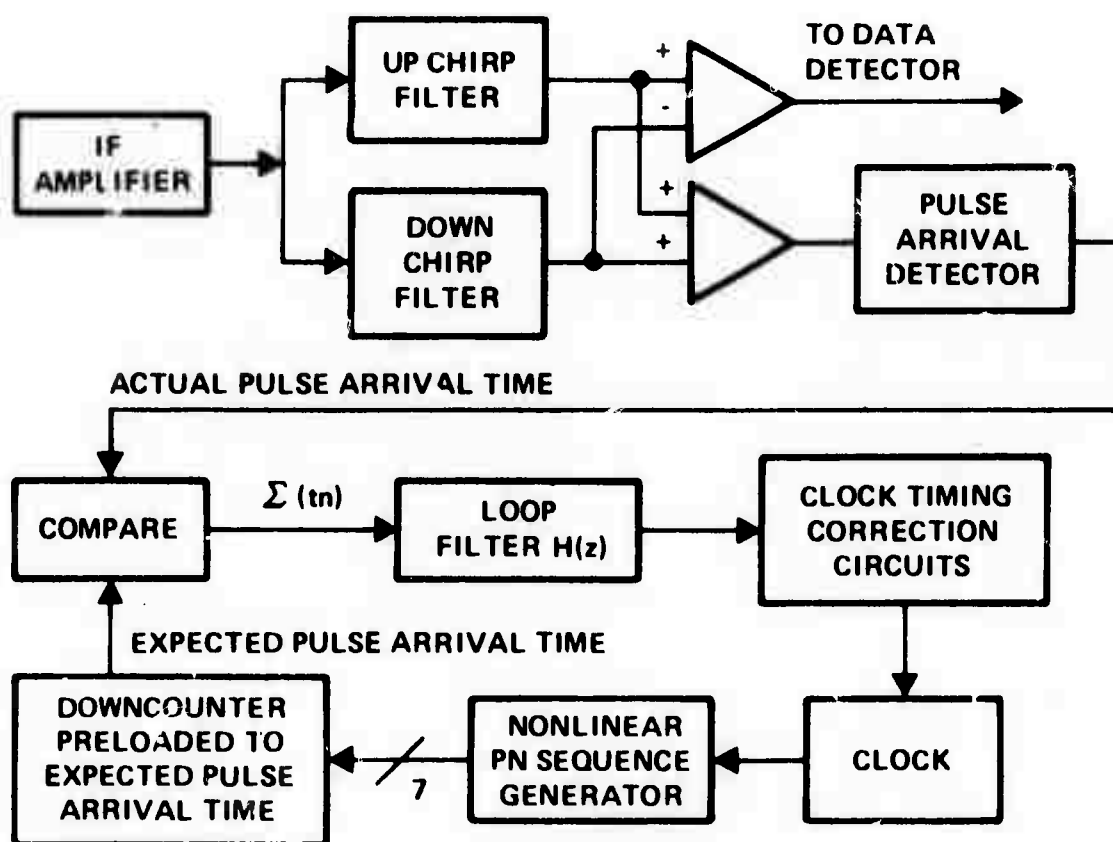 UP CHIRP
FILTER
+
-
TO DATA
DETECTOR
IF
AMPLIFIER
DOWN
CHIRP
FILTER
+
+
PULSE
ARRIVAL
DETECTOR
ACTUAL PULSE ARRIVAL TIME
COMPARE
Σ (tn)
LOOP
FILTER H(z)
CLOCK TIMING
CORRECTION
CIRCUITS
EXPECTED PULSE ARRIVAL TIME
DOWNCOUNTER
PRELOADED TO
EXPECTED PULSE
ARRIVAL TIME
7
NONLINEAR
PN SEQUENCE
GENERATOR
CLOCK